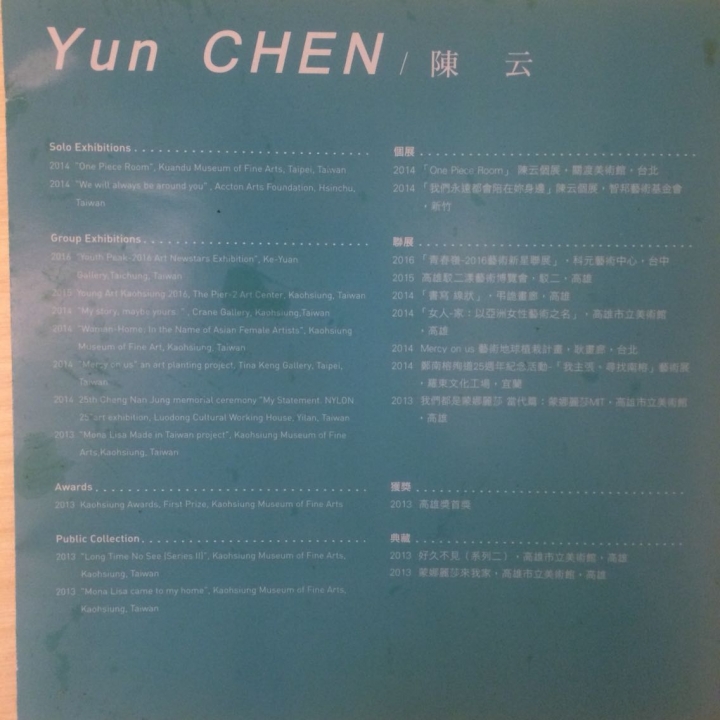 Yun CHEN / 陳 云
Solo Exhibitions
2014 "One Piece Room", Kuandu Museum of Fine Arts, Taipei, Taiwan
2014 "We will always be around you" , Accton Arts Foundation, Hsinchu,
Taiwan
Group Exhibitions
2016 "Youth Peak-2016 Art Newstars Exhibition", Ke-Yuan
Gallery,Taichung, Taiwan
2015 Young Art Kaohsiung 2016, The Pier-2 Art Center, Kaohsiung, Taiwan
2014 "My story, maybe yours. ", Crane Gallery, Kaohsiung,Taiwan
2014 "Woman-Home: In the Name of Asian Female Artists", Kaohsiung
Museum of Fine Art, Kaohsiung, Taiwan
2014 "Mercy on us" an art planting project, Tina Keng Gallery, Taipei,
Taiwan
2014 25th Cheng Nan Jung memorial ceremony "My Statement. NYLON
25"art exhibition, Luodong Cultural Working House, Yilan, Taiwan
2013 "Mona Lisa Made in Taiwan project", Kaohsiung Museum of Fine
Arts,Kaohsiung, Taiwan
Awards
2013 Kaohsiung Awards, First Prize, Kaohsiung Museum of Fine Arts
Public Collection
2013 "Long Time No See (Series II)", Kaohsiung Museum of Fine Arts,
Kaohsiung, Taiwan
2013 "Mona Lisa came to my home", Kaohsiung Museum of Fine Arts,
Kaohsiung, Taiwan
個展
2014 「One Piece Room」 陳云個展,關渡美術館,台北
2014 「我們永遠都會陪在妳身邊」陳云個展,智邦藝術基金會
,新竹
聯展
2016 「青春嶺-2016藝術新星聯展」,科元藝術中心,台中
2015 高雄駁二漾藝術博覽會,駁二,高雄
2014 「書寫 線狀」,弔詭畫廊,高雄
2014 「女人·家:以亞洲女性藝術之名」,高雄市立美術館
,高雄
2014 Mercy on us 藝術地球植栽計畫,耿畫廊,台北
2014 鄭南榕殉道25週年紀念活動-「我主張,尋找南榕」藝術展
,羅東文化工場,宜蘭
2013 我們都是蒙娜麗莎 當代篇:蒙娜麗莎MIT,高雄市立美術館
,高雄
獲獎
2013 高雄獎首獎
典藏
2013 好久不見(系列二),高雄市立美術館,高雄
2013 蒙娜麗莎來我家,高雄市立美術館,高雄